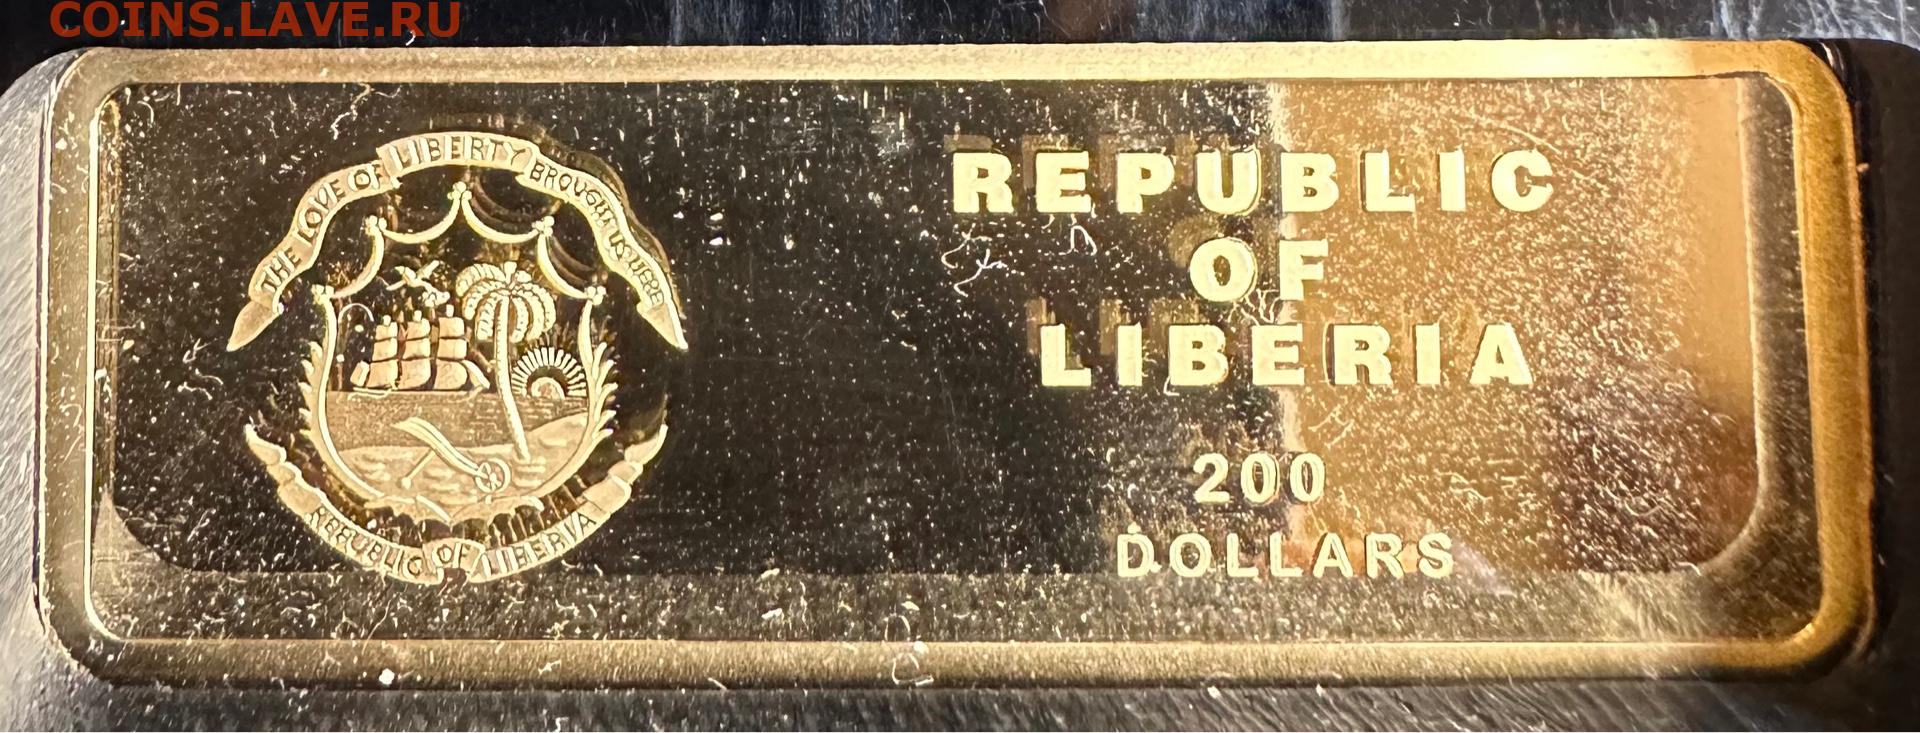 COINS.LAVE.RU
THE LOVE OF LIBERTY BROUGHT US HERE
REPUBLIC OF LIBERIA
REPUBLIC
OF
LIBERIA
200
DOLLARS